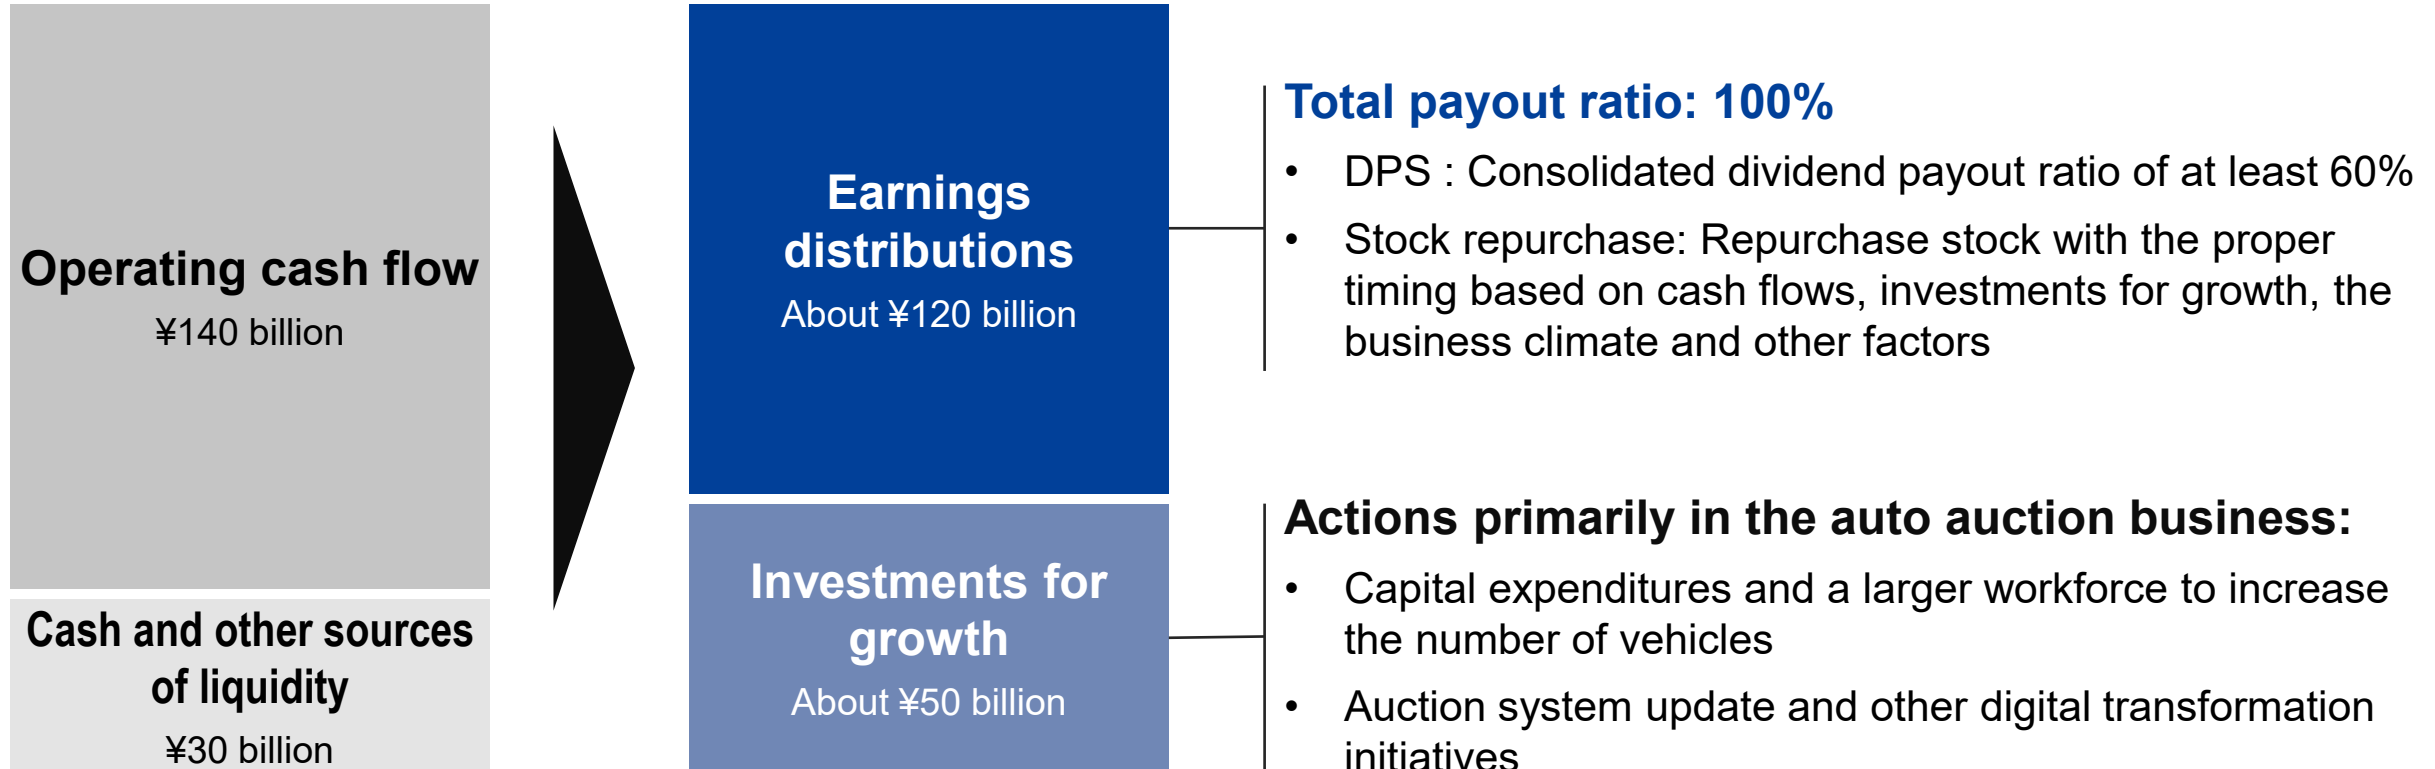 Operating cash flow
¥140 billion
Cash and other sources
of liquidity
¥30 billion
Earnings
distributions
About ¥120 billion
Investments for
growth
About ¥50 billion
Total payout ratio: 100%
• DPS : Consolidated dividend payout ratio of at least 60%
• Stock repurchase: Repurchase stock with the proper
timing based on cash flows, investments for growth, the
business climate and other factors
Actions primarily in the auto auction business:
• Capital expenditures and a larger workforce to increase
the number of vehicles
• Auction system update and other digital transformation
initiatives